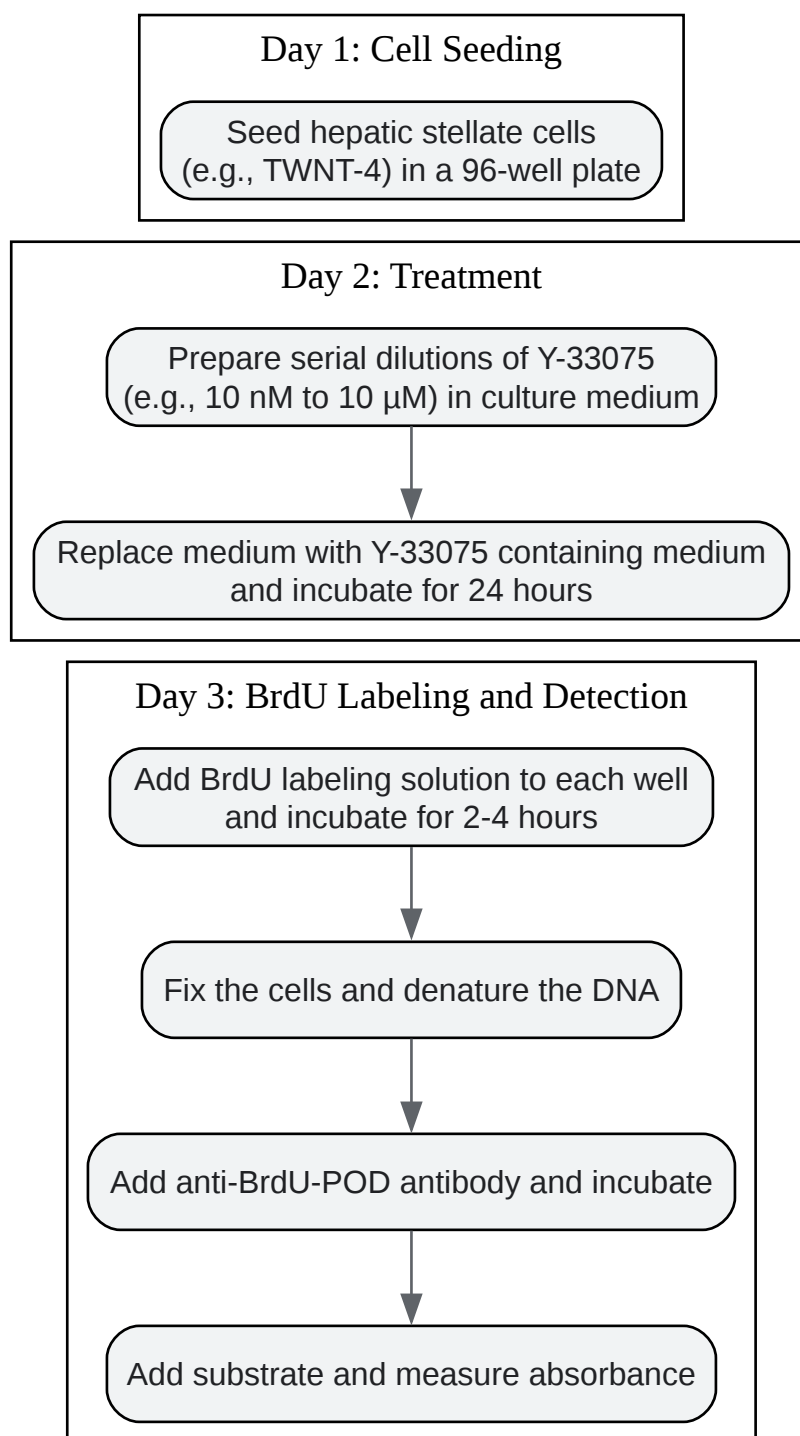 Day 1: Cell Seeding
Seed hepatic stellate cells
(e.g., TWNT-4) in a 96-well plate
Day 2: Treatment
Prepare serial dilutions of Y-33075
(e.g., 10 nM to 10 µM) in culture medium
Replace medium with Y-33075 containing medium
and incubate for 24 hours
Day 3: BrdU Labeling and Detection
Add BrdU labeling solution to each well
and incubate for 2-4 hours
Fix the cells and denature the DNA
Add anti-BrdU-POD antibody and incubate
Add substrate and measure absorbance